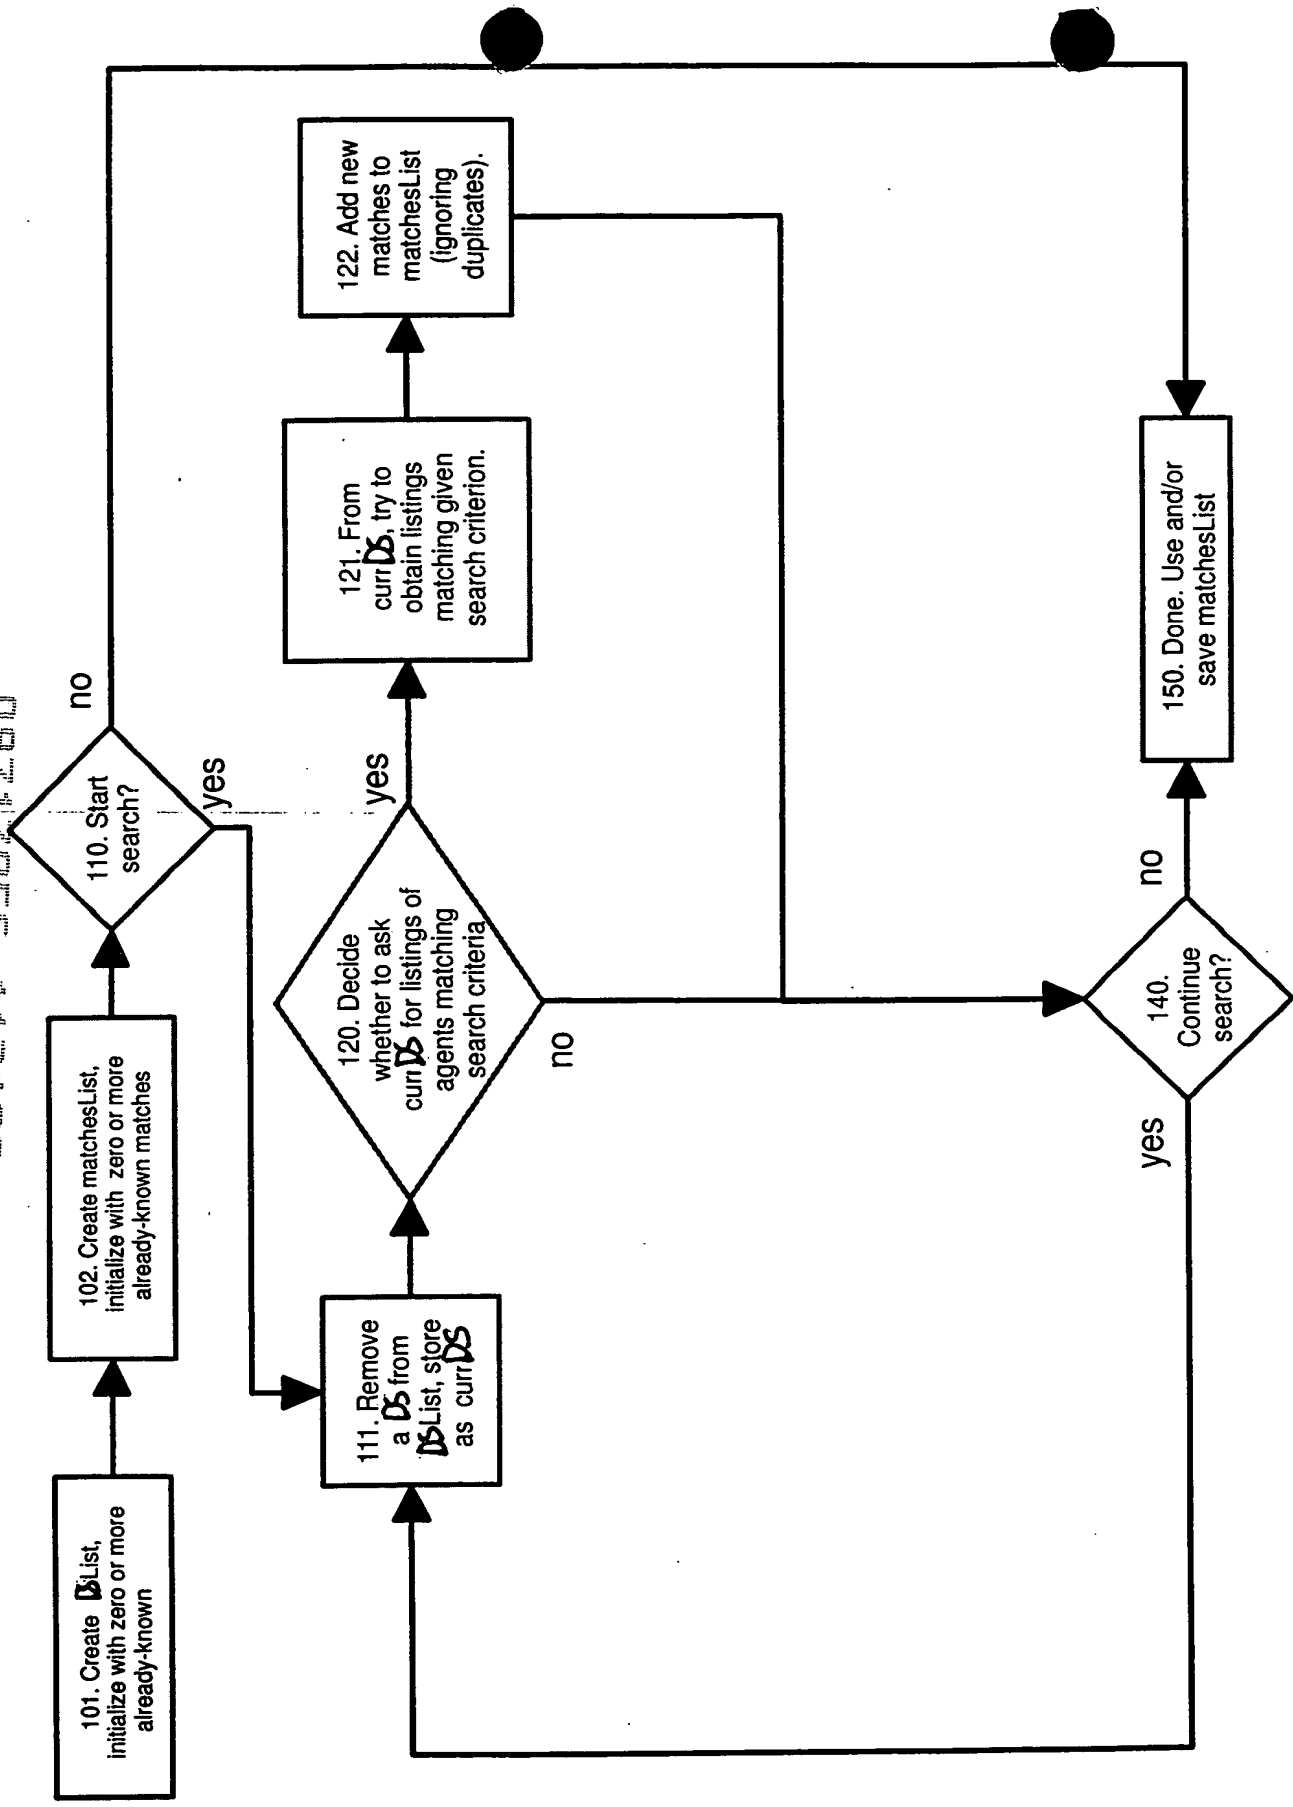 101. Create DSList,
initialize with zero or more
already-known
102. Create matchesList,
initialize with zero or more
already-known matches
110. Start
search?
no
yes
111. Remove
a DS from
DSList, store
as currDS
120. Decide
whether to ask
currDS for listings of
agents matching
search criteria
yes
no
121. From
currDS, try to
obtain listings
matching given
search criterion.
122. Add new
matches to
matchesList
(ignoring
duplicates).
140.
Continue
search?
yes
no
150. Done. Use and/or
save matchesList